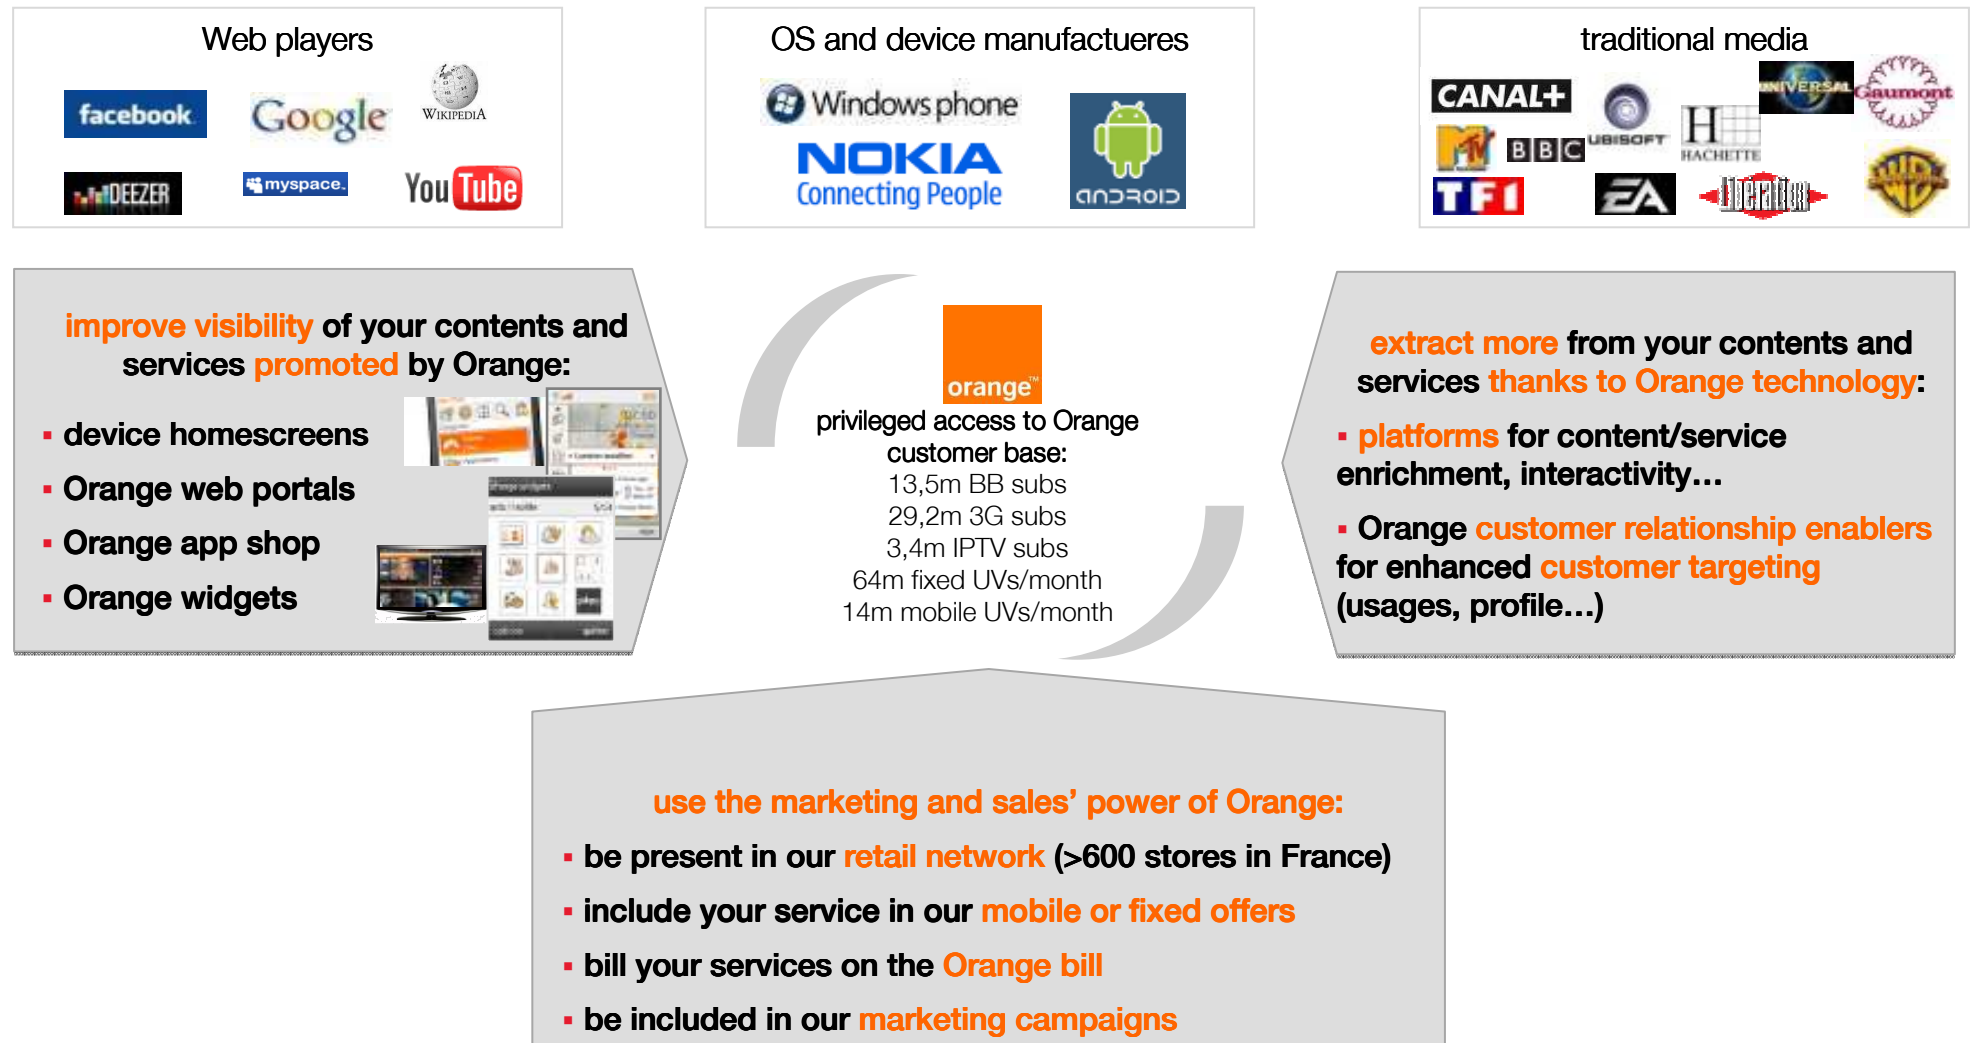 Web players
facebook
Google
WIKIPEDIA
DEEZER
myspace.
YouTube
OS and device manufactueres
Windows phone
NOKIA
Connecting People
ANDROID
traditional media
CANAL+
UBISOFT
UNIVERSAL
Gaumont
MTV
BBC
H
HACHETTE
TF1
EA
Libération
WB
improve visibility of your contents and
services promoted by Orange:
▪ device homescreens
▪ Orange web portals
▪ Orange app shop
▪ Orange widgets
orange™
privileged access to Orange
customer base:
13,5m BB subs
29,2m 3G subs
3,4m IPTV subs
64m fixed UVs/month
14m mobile UVs/month
extract more from your contents and
services thanks to Orange technology:
▪ platforms for content/service
enrichment, interactivity…
▪ Orange customer relationship enablers
for enhanced customer targeting
(usages, profile…)
use the marketing and sales’ power of Orange:
▪ be present in our retail network (>600 stores in France)
▪ include your service in our mobile or fixed offers
▪ bill your services on the Orange bill
▪ be included in our marketing campaigns